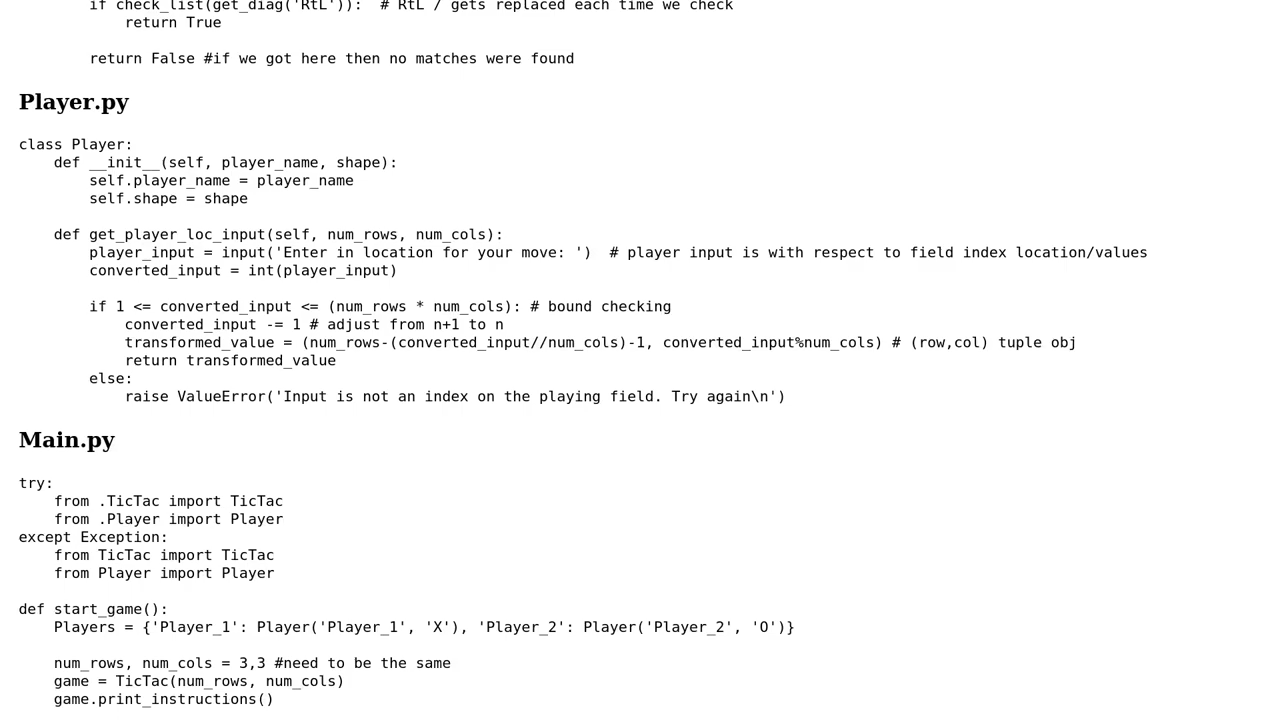 if check_list(get_diag('RtL')):  # RtL / gets replaced each time we check
            return True

        return False #if we got here then no matches were found
Player.py
class Player:
    def __init__(self, player_name, shape):
        self.player_name = player_name
        self.shape = shape

    def get_player_loc_input(self, num_rows, num_cols):
        player_input = input('Enter in location for your move: ')  # player input is with respect to field index location/values
        converted_input = int(player_input)

        if 1 <= converted_input <= (num_rows * num_cols): # bound checking
            converted_input -= 1 # adjust from n+1 to n
            transformed_value = (num_rows-(converted_input//num_cols)-1, converted_input%num_cols) # (row,col) tuple obj
            return transformed_value
        else:
            raise ValueError('Input is not an index on the playing field. Try again\n')
Main.py
try:
    from .TicTac import TicTac
    from .Player import Player
except Exception:
    from TicTac import TicTac
    from Player import Player

def start_game():
    Players = {'Player_1': Player('Player_1', 'X'), 'Player_2': Player('Player_2', 'O')}

    num_rows, num_cols = 3,3 #need to be the same
    game = TicTac(num_rows, num_cols)
    game.print_instructions()